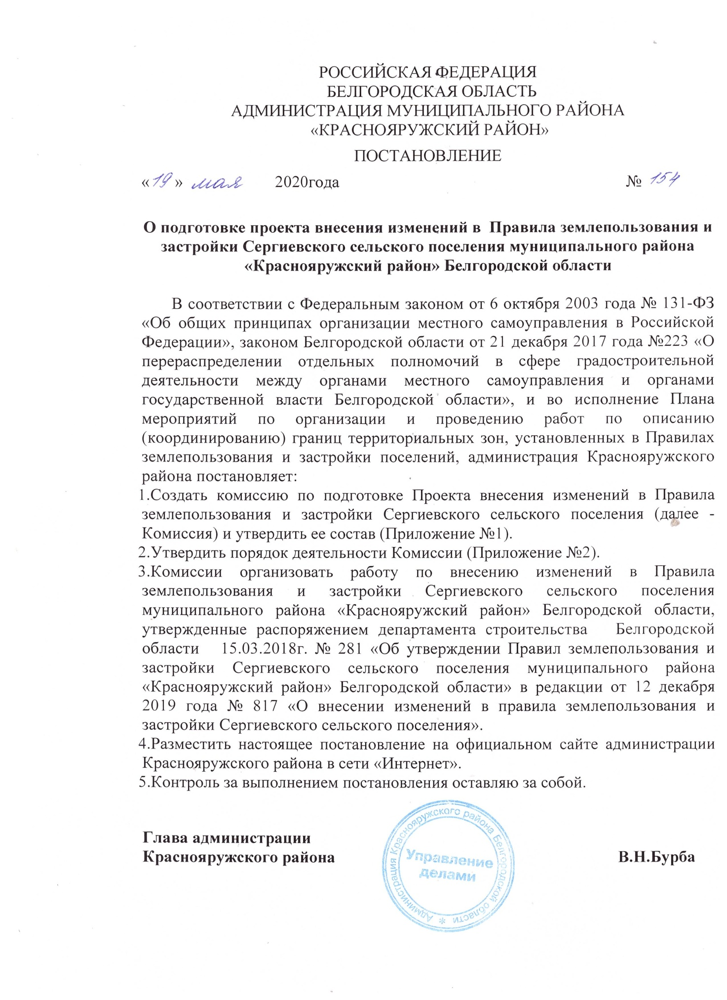 РОССИЙСКАЯ ФЕДЕРАЦИЯ
БЕЛГОРОДСКАЯ ОБЛАСТЬ
АДМИНИСТРАЦИЯ МУНИЦИПАЛЬНОГО РАЙОНА
«КРАСНОЯРУЖСКИЙ РАЙОН»
ПОСТАНОВЛЕНИЕ
«19» мая 2020года № 154
О подготовке проекта внесения изменений в Правила землепользования и
застройки Сергиевского сельского поселения муниципального района
«Краснояружский район» Белгородской области
В соответствии с Федеральным законом от 6 октября 2003 года № 131-ФЗ
«Об общих принципах организации местного самоуправления в Российской
Федерации», законом Белгородской области от 21 декабря 2017 года №223 «О
перераспределении отдельных полномочий в сфере градостроительной
деятельности между органами местного самоуправления и органами
государственной власти Белгородской области», и во исполнение Плана
мероприятий по организации и проведению работ по описанию
(координированию) границ территориальных зон, установленных в Правилах
землепользования и застройки поселений, администрация Краснояружского
района постановляет:
1.Создать комиссию по подготовке Проекта внесения изменений в Правила
землепользования и застройки Сергиевского сельского поселения (далее -
Комиссия) и утвердить ее состав (Приложение №1).
2.Утвердить порядок деятельности Комиссии (Приложение №2).
3.Комиссии организовать работу по внесению изменений в Правила
землепользования и застройки Сергиевского сельского поселения
муниципального района «Краснояружский район» Белгородской области,
утвержденные распоряжением департамента строительства Белгородской
области 15.03.2018г. № 281 «Об утверждении Правил землепользования и
застройки Сергиевского сельского поселения муниципального района
«Краснояружский район» Белгородской области» в редакции от 12 декабря
2019 года № 817 «О внесении изменений в правила землепользования и
застройки Сергиевского сельского поселения».
4.Разместить настоящее постановление на официальном сайте администрации
Краснояружского района в сети «Интернет».
5.Контроль за выполнением постановления оставляю за собой.
Глава администрации
Краснояружского района В.Н.Бурба
Администрация Краснояружского района Белгородской области *
Управление
делами